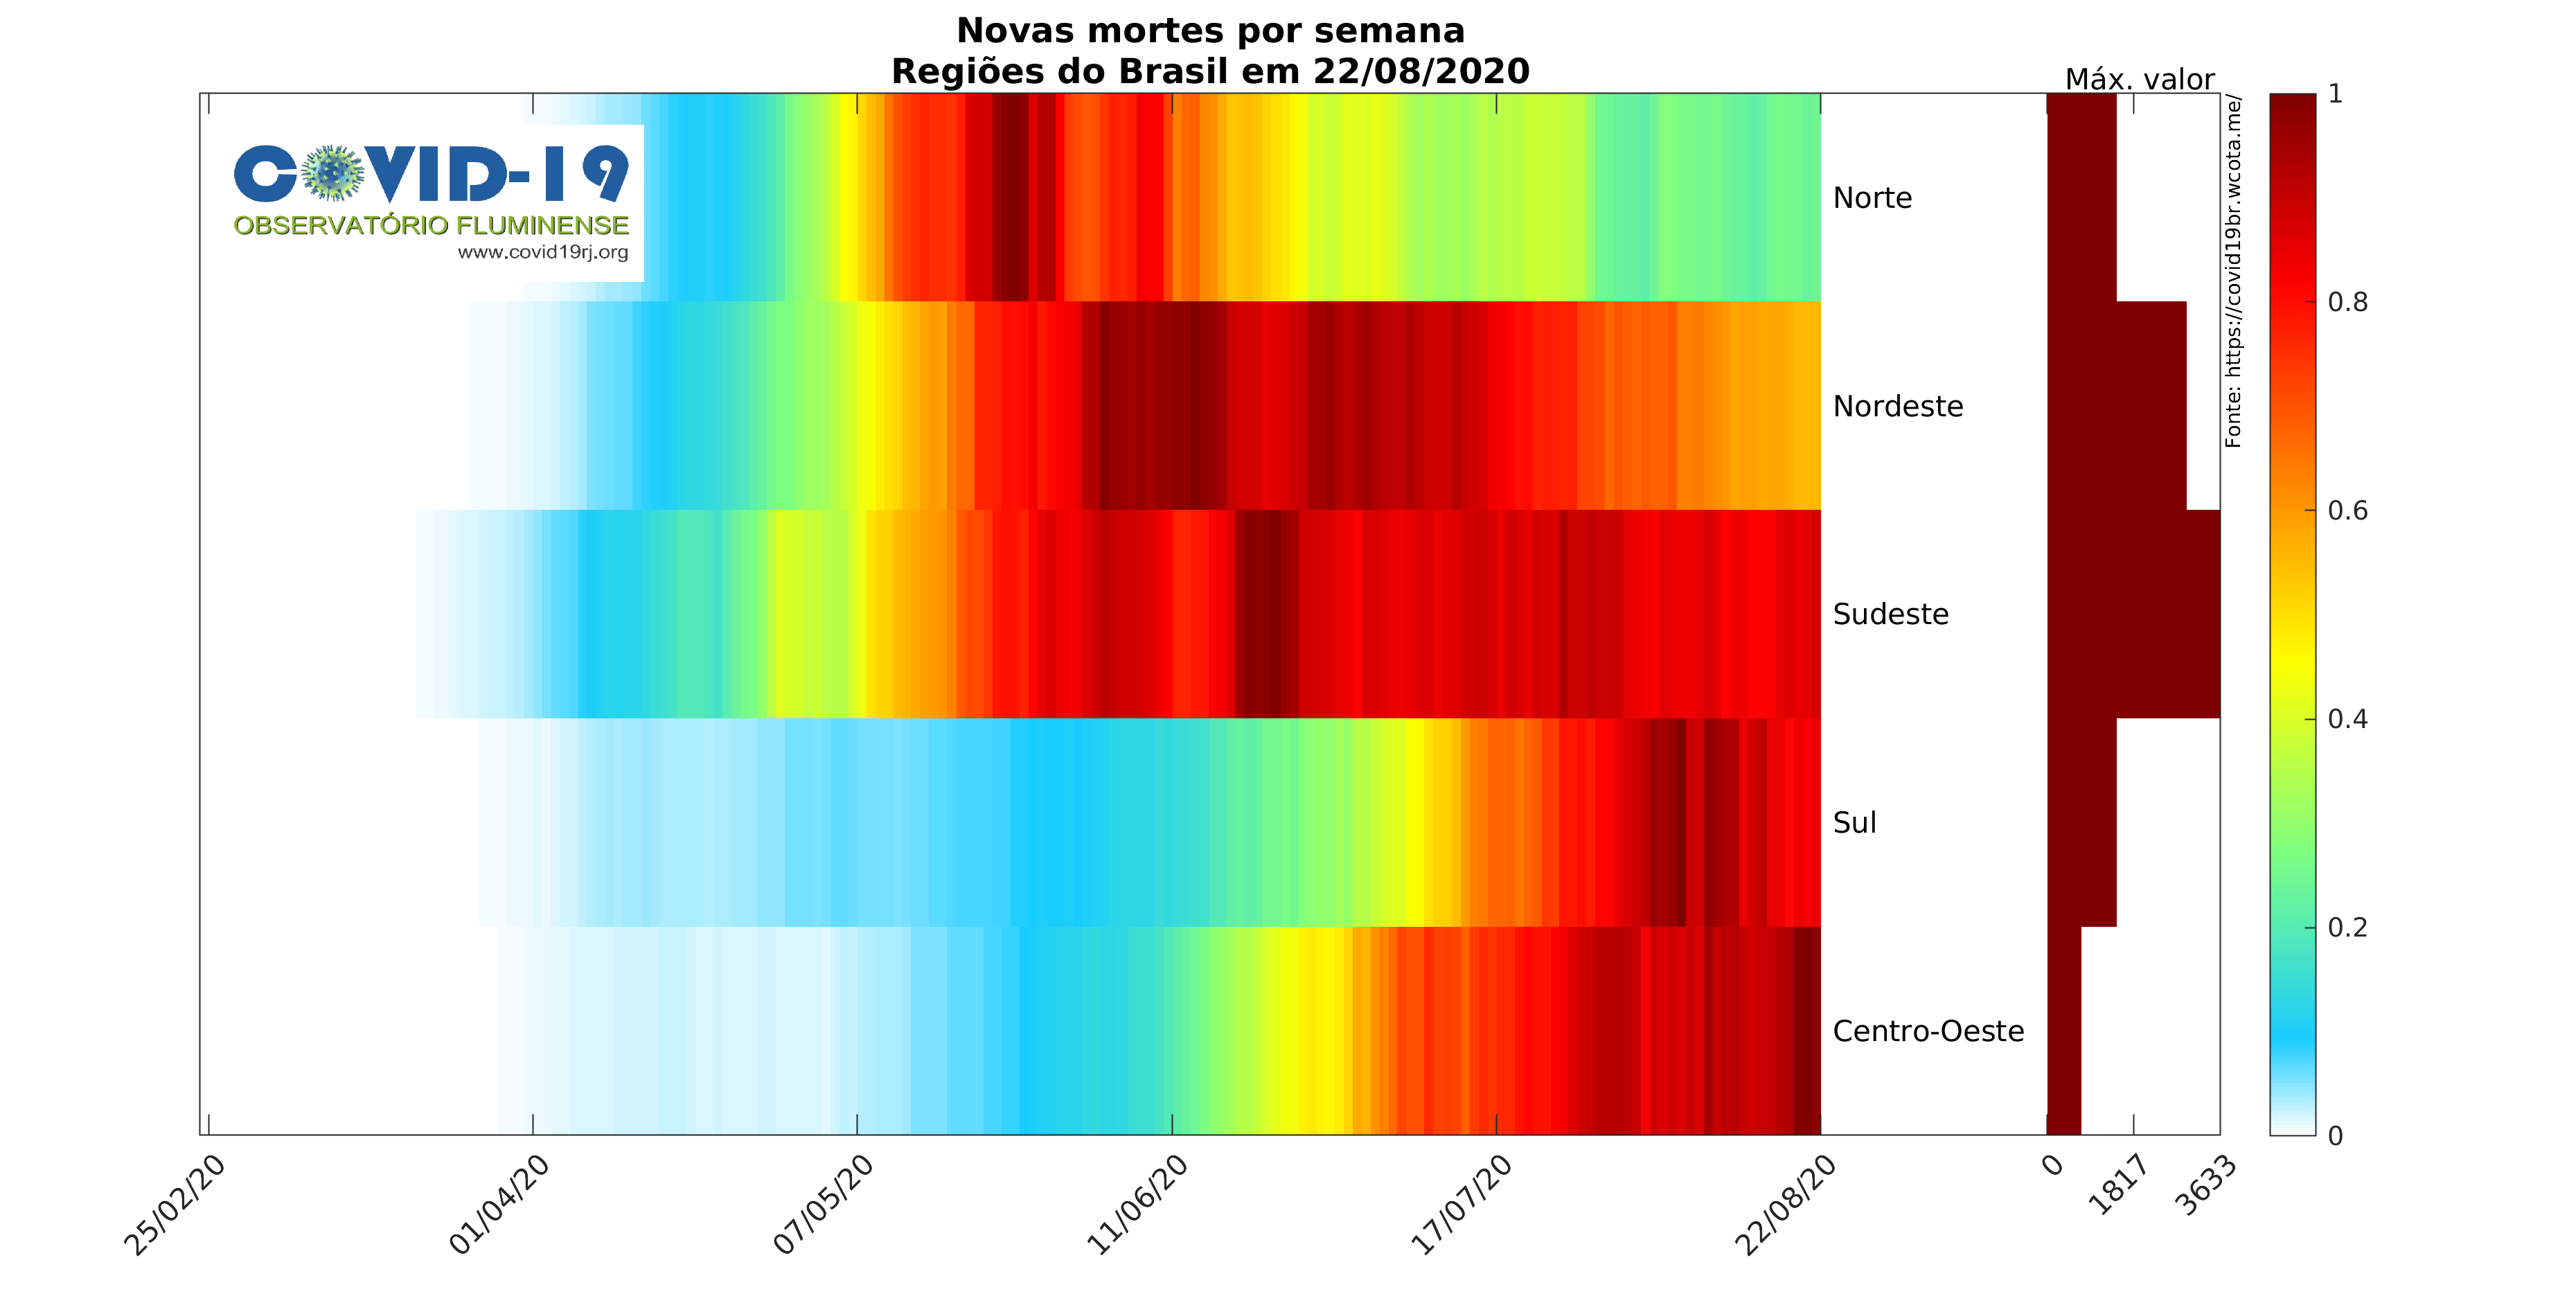 Novas mortes por semana
Regiões do Brasil em 22/08/2020
Máx. valor
COVID-19
OBSERVATÓRIO FLUMINENSE
www.covid19rj.org
Norte
Nordeste
Sudeste
Sul
Centro-Oeste
Fonte: https://covid19br.wcota.me/
1
0.8
0.6
0.4
0.2
0
25/02/20
01/04/20
07/05/20
11/06/20
17/07/20
22/08/20
0
1817
3633